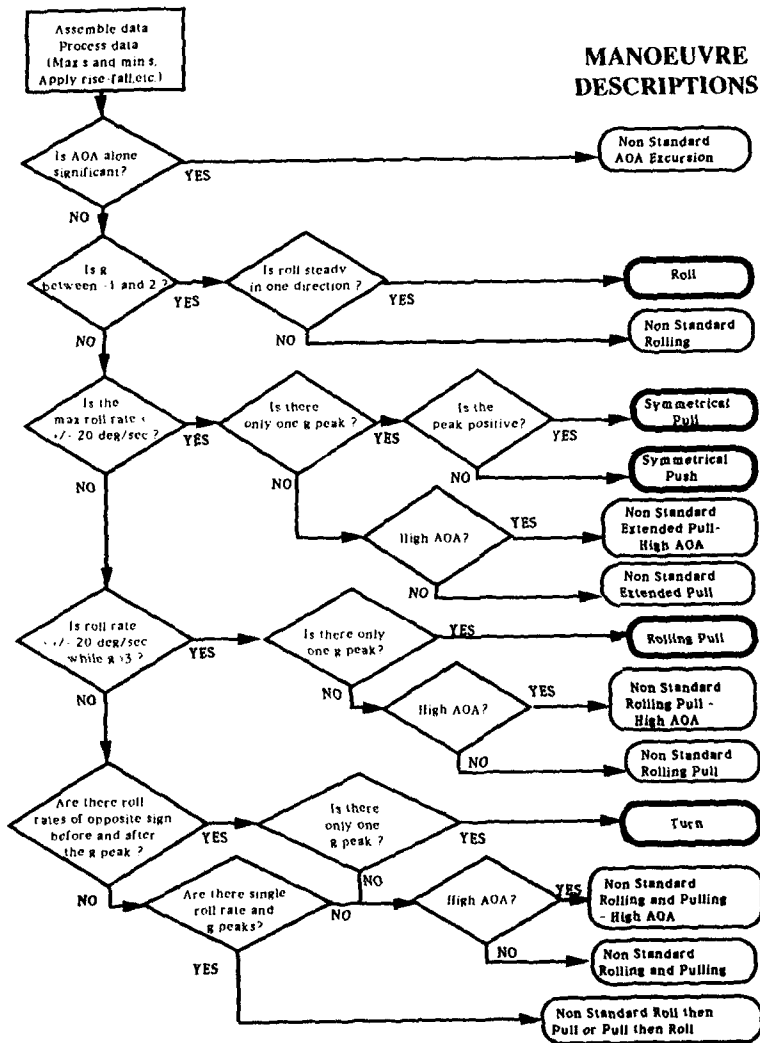 Assemble data
Process data
(Max s and min s,
Apply rise-fall, etc.)
MANOEUVRE
DESCRIPTIONS
Is AOA alone
significant?
YES
Non Standard
AOA Excursion
NO
Is g
between -1 and 2 ?
YES
Is roll steady
in one direction ?
YES
Roll
NO
NO
Non Standard
Rolling
Is the
max roll rate <
+/- 20 deg/sec ?
YES
Is there
only one g peak ?
YES
Is the
peak positive?
YES
Symmetrical
Pull
NO
NO
NO
Symmetrical
Push
High AOA?
YES
Non Standard
Extended Pull-
High AOA
NO
Non Standard
Extended Pull
Is roll rate
+/- 20 deg/sec
while g >3 ?
YES
Is there only
one g peak?
YES
Rolling Pull
NO
NO
High AOA?
YES
Non Standard
Rolling Pull -
High AOA
NO
Non Standard
Rolling Pull
Are there roll
rates of opposite sign
before and after
the g peak ?
YES
Is there
only one
g peak ?
YES
Turn
NO
NO
Are there single
roll rate and
g peaks?
NO
High AOA?
YES
Non Standard
Rolling and Pulling
- High AOA
YES
NO
Non Standard
Rolling and Pulling
Non Standard Roll then
Pull or Pull then Roll